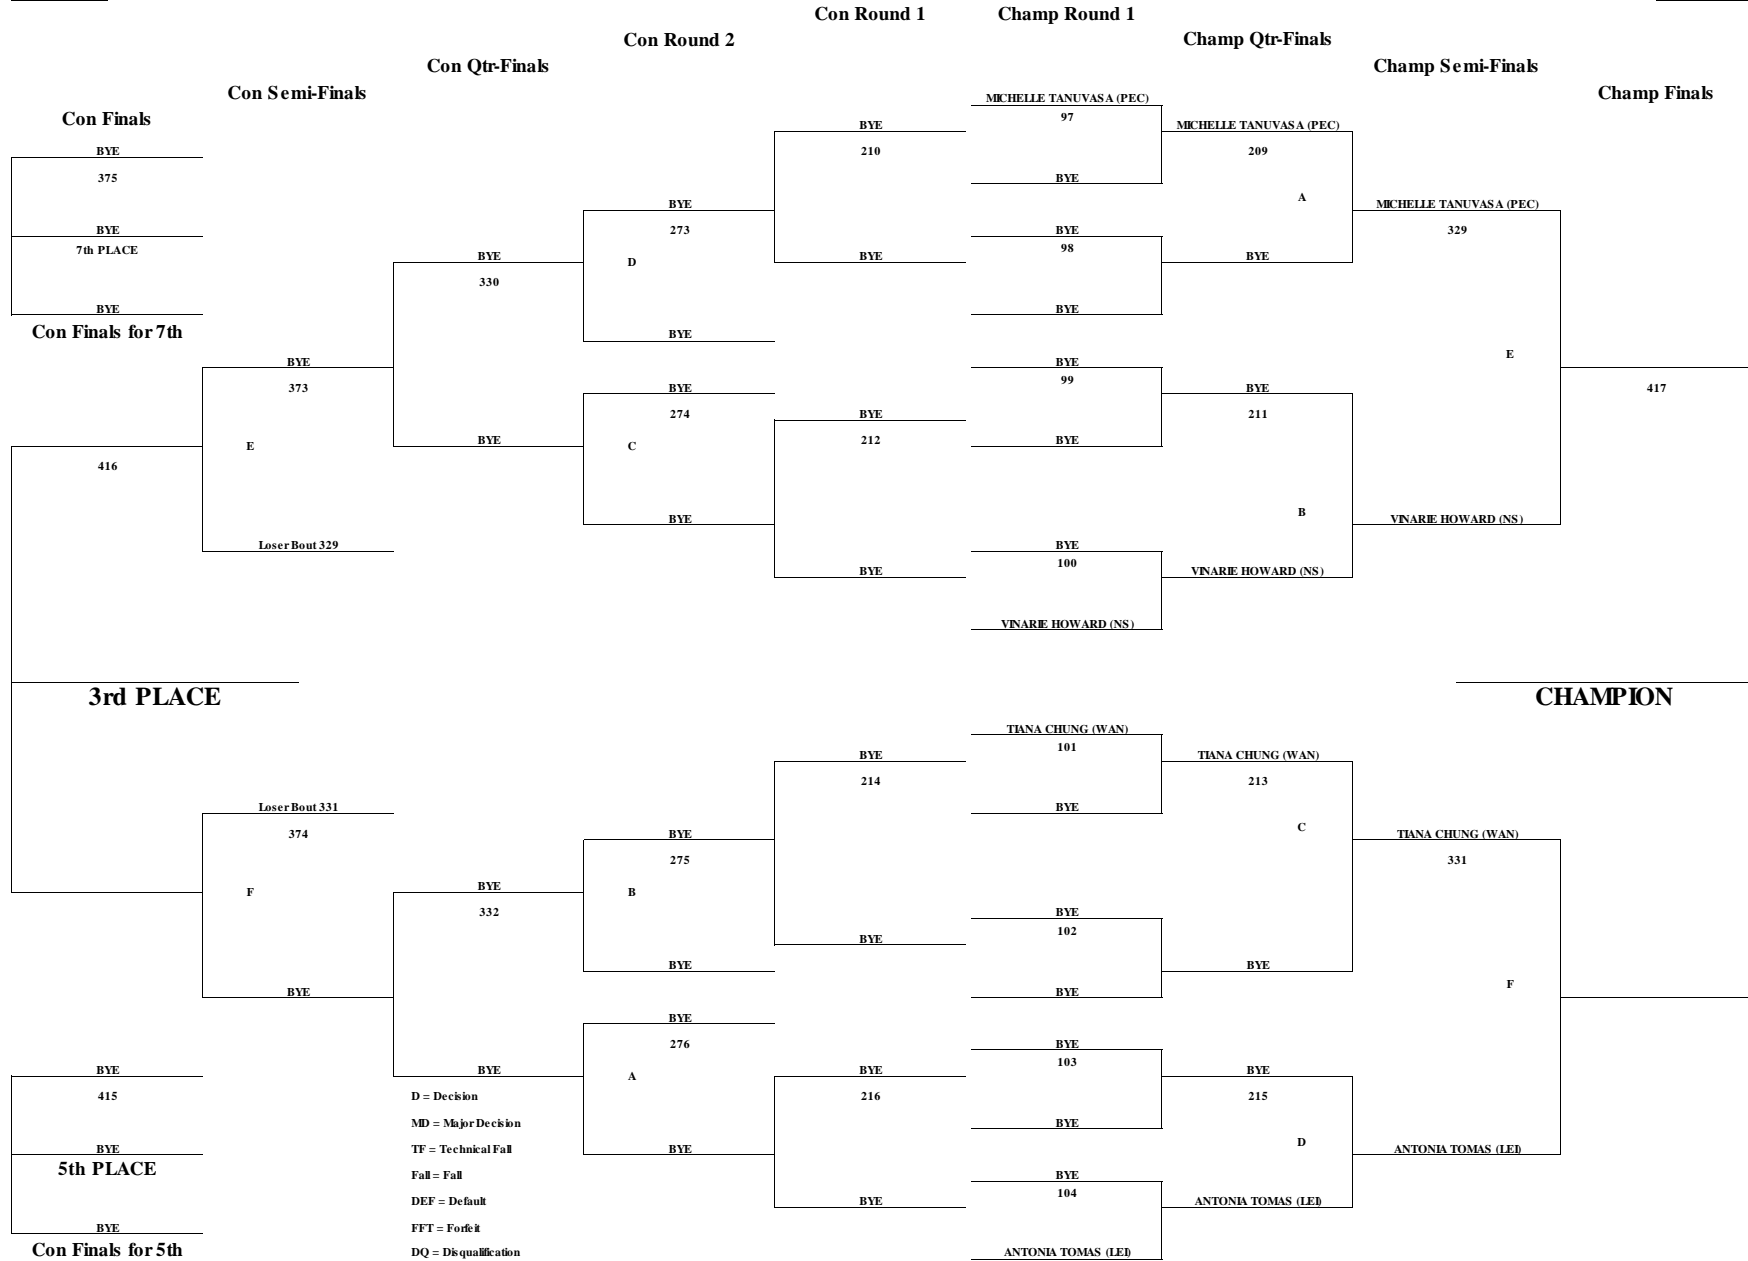 Con Round 1
Champ Round 1
Con Round 2
Champ Qtr-Finals
Con Qtr-Finals
Champ Semi-Finals
Con Semi-Finals
Champ Finals
Con Finals
BYE
375
BYE
7th PLACE
BYE
Con Finals for 7th
416
3rd PLACE
BYE
415
BYE
5th PLACE
BYE
Con Finals for 5th
BYE
373
E
Loser Bout 329
Loser Bout 331
374
F
BYE
BYE
330
BYE
BYE
332
BYE
D = Decision
MD = Major Decision
TF = Technical Fall
Fall = Fall
DEF = Default
FFT = Forfeit
DQ = Disqualification
BYE
273
D
BYE
BYE
274
C
BYE
BYE
275
B
BYE
BYE
276
A
BYE
BYE
210
BYE
BYE
212
BYE
BYE
214
BYE
BYE
216
BYE
MICHELLE TANUVASA (PEC)
97
BYE
BYE
98
BYE
BYE
99
BYE
BYE
100
VINARIE HOWARD (NS)
TIANA CHUNG (WAN)
101
BYE
BYE
102
BYE
BYE
103
BYE
BYE
104
ANTONIA TOMAS (LEI)
MICHELLE TANUVASA (PEC)
209
A
BYE
BYE
211
B
VINARIE HOWARD (NS)
TIANA CHUNG (WAN)
213
C
BYE
BYE
215
D
ANTONIA TOMAS (LEI)
MICHELLE TANUVASA (PEC)
329
E
VINARIE HOWARD (NS)
TIANA CHUNG (WAN)
331
F
ANTONIA TOMAS (LEI)
417
CHAMPION